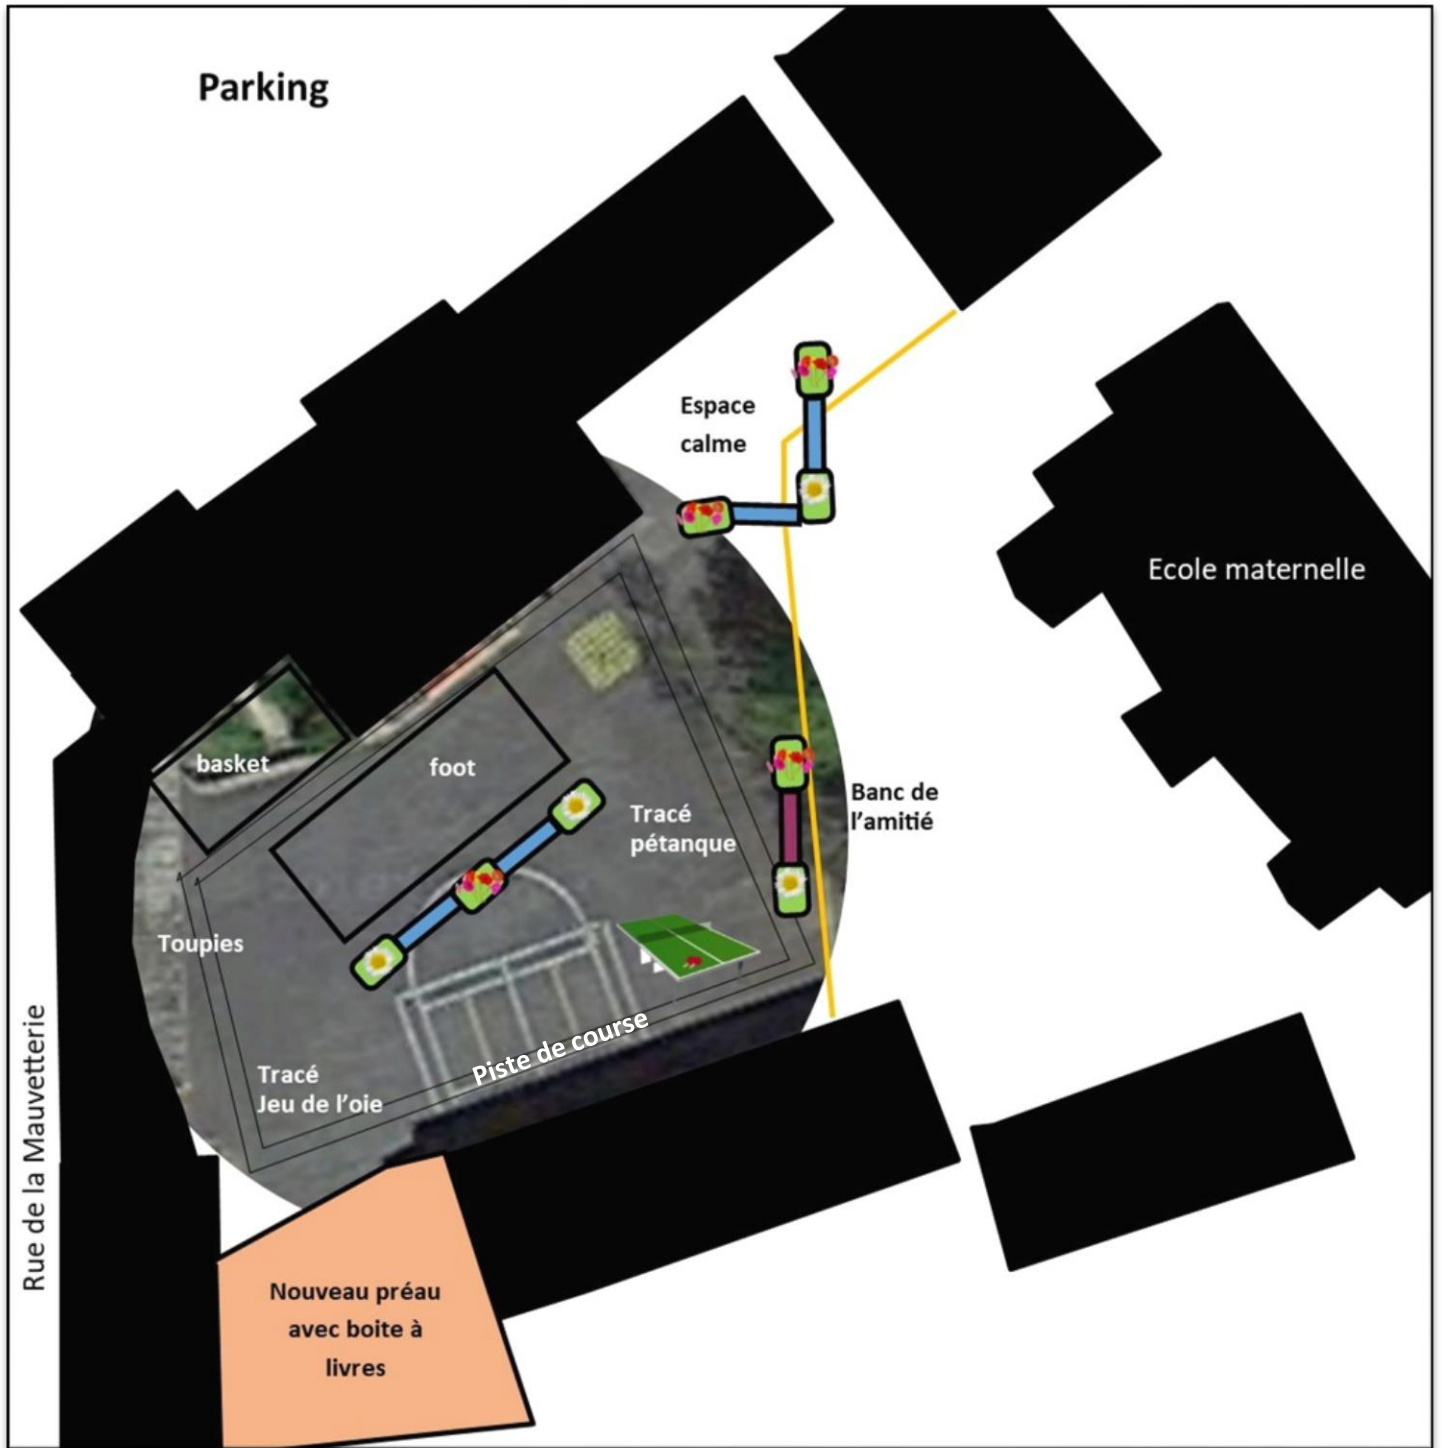 Parking
Espace
calme
Ecole maternelle
basket
foot
Tracé
pétanque
Banc de
l'amitié
Toupies
Piste de course
Tracé
Jeu de l'oie
Rue de la Mauvetterie
Nouveau préau
avec boite à
livres